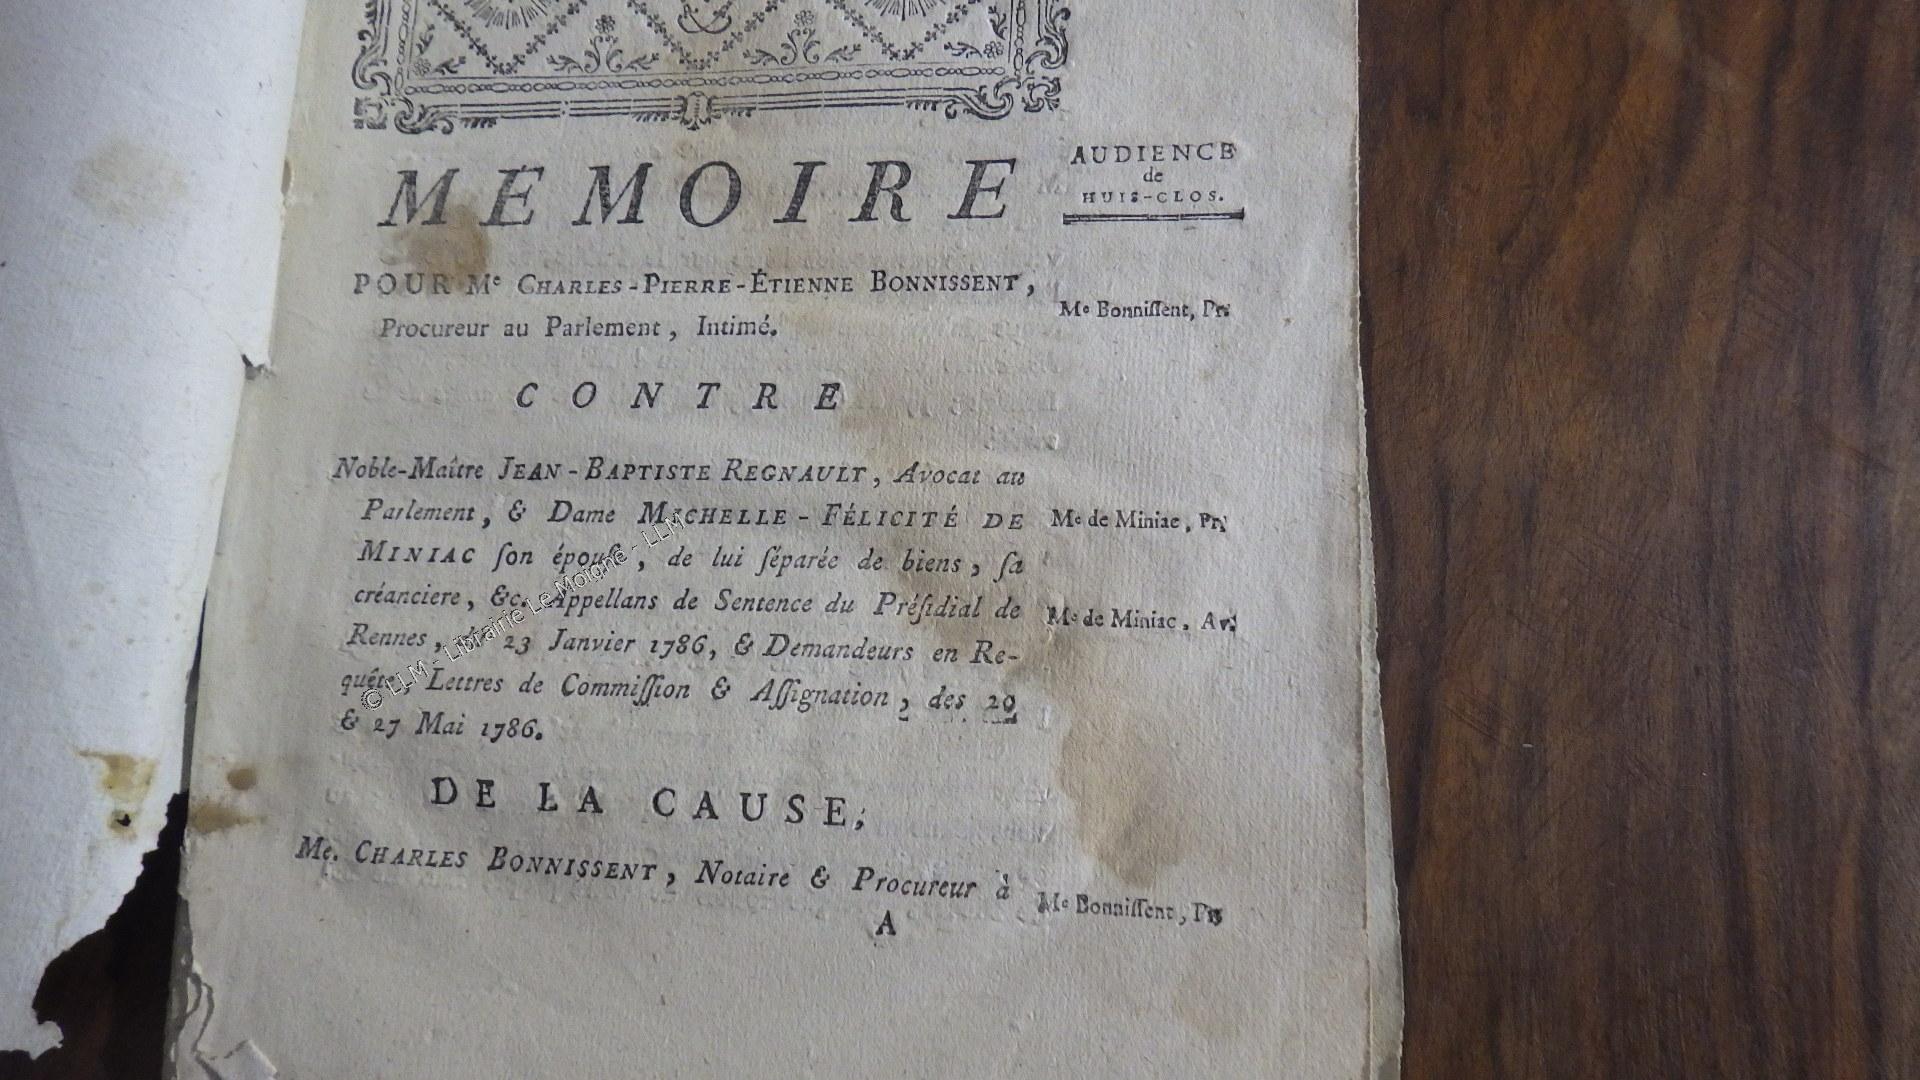 MÉMOIRE
AUDIENCE
de
HUIS-CLOS.
POUR Me CHARLES-PIERRE-ÉTIENNE BONNISSENT,
Procureur au Parlement, Intimé.
Me Bonniſſent, Pr.
CONTRE
Noble-Maître JEAN-BAPTISTE REGNAULT, Avocat au
Parlement, & Dame MICHELLE-FÉLICITÉ DE
Me de Miniac, Pr.
MINIAC ſon épouſe, de lui ſéparée de biens, ſa
créanciere, &c. Appellans de Sentence du Préſidial de
Me de Miniac, Av.
Rennes, du 23 Janvier 1786, & Demandeurs en Re-
quête, Lettres de Commiſſion & Aſſignation, des 20
& 27 Mai 1786.
DE LA CAUSE,
Me. CHARLES BONNISSENT, Notaire & Procureur à
Me Bonniſſent, Pr.
A
© LLM - Librairie Le Moigne - LLM